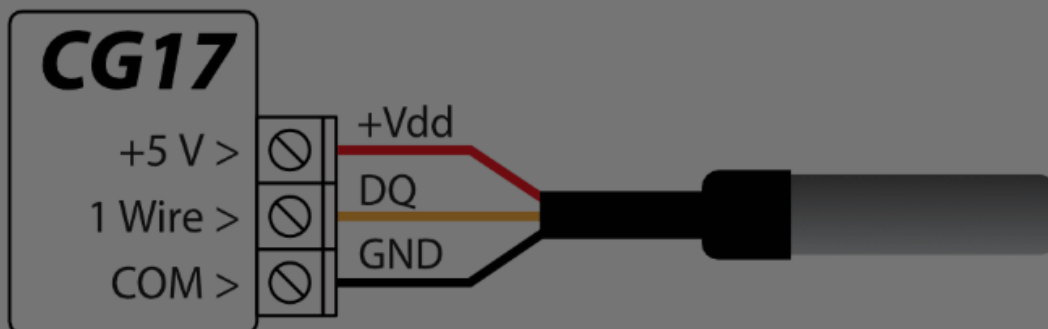 CG17
+5 V > +Vdd
1 Wire > DQ
COM > GND